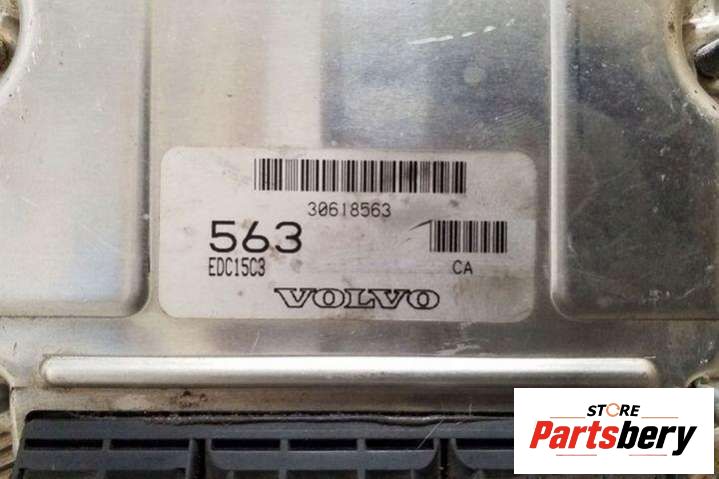 30618563
563
EDC15C3
CA
VOLVO
STORE
Partsbery